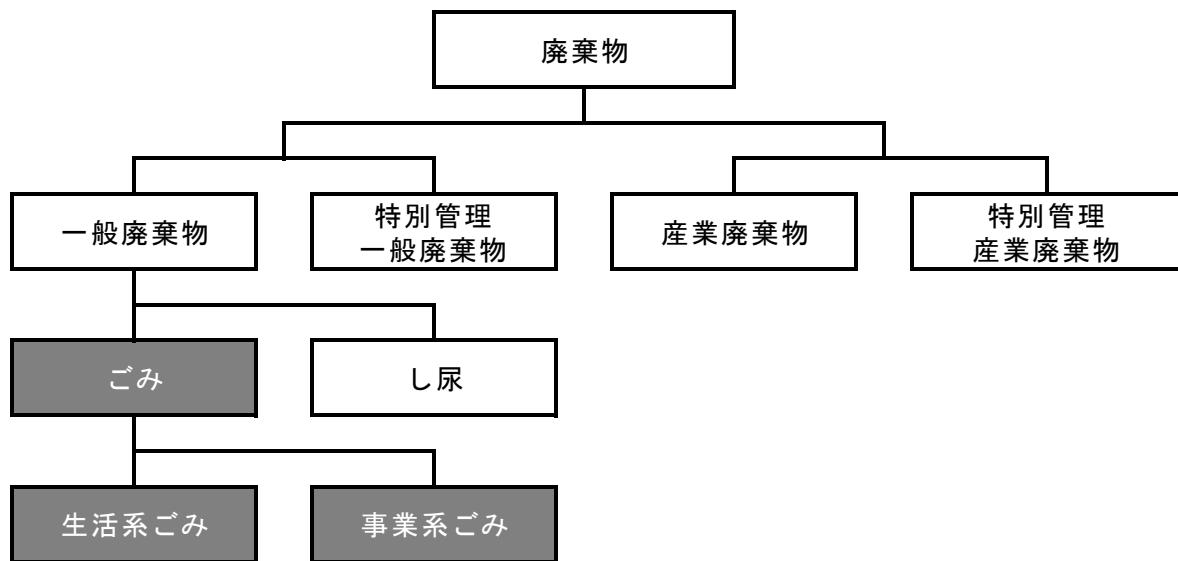 廃棄物
一般廃棄物
特別管理
一般廃棄物
産業廃棄物
特別管理
産業廃棄物
ごみ
し尿
生活系ごみ
事業系ごみ